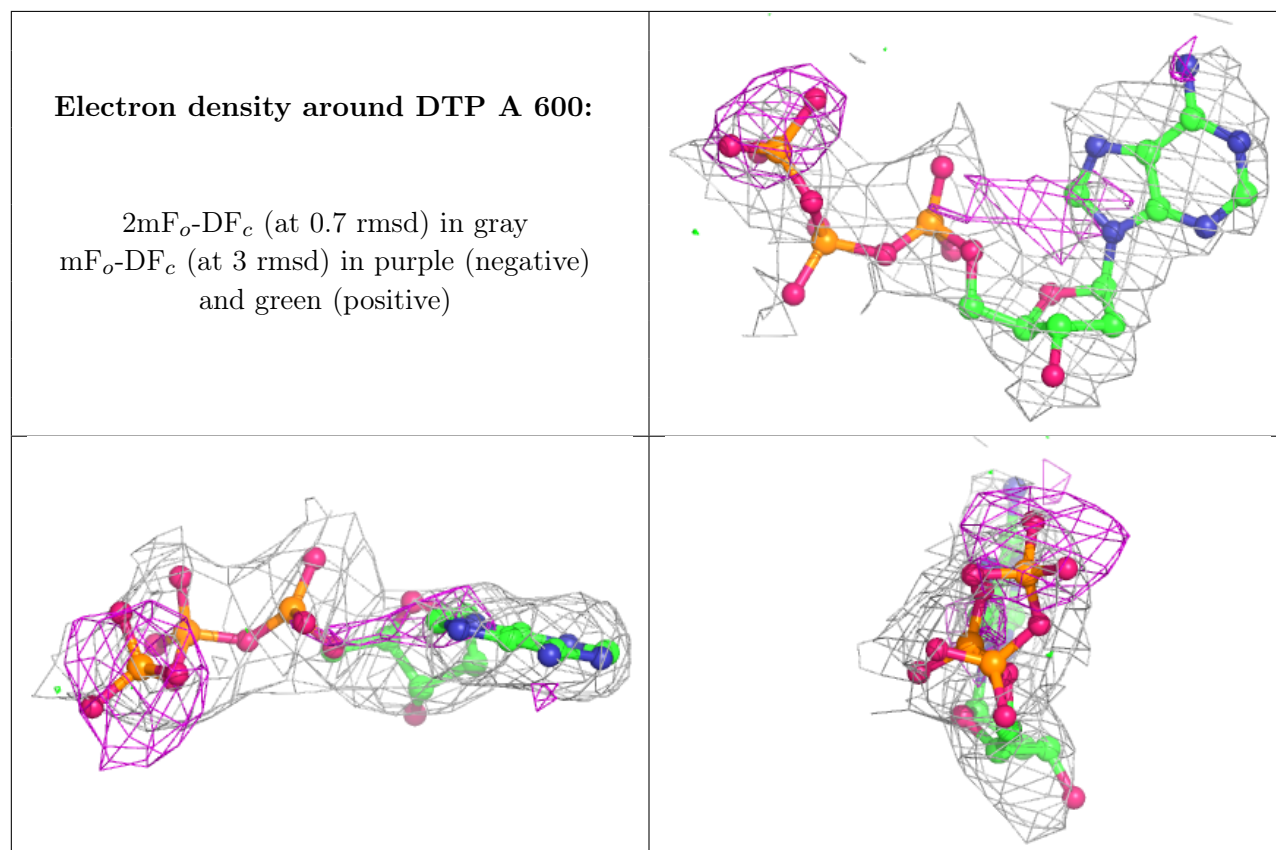 Electron density around DTP A 600:
2mFₒ-DF𝒸 (at 0.7 rmsd) in gray
mFₒ-DF𝒸 (at 3 rmsd) in purple (negative)
and green (positive)